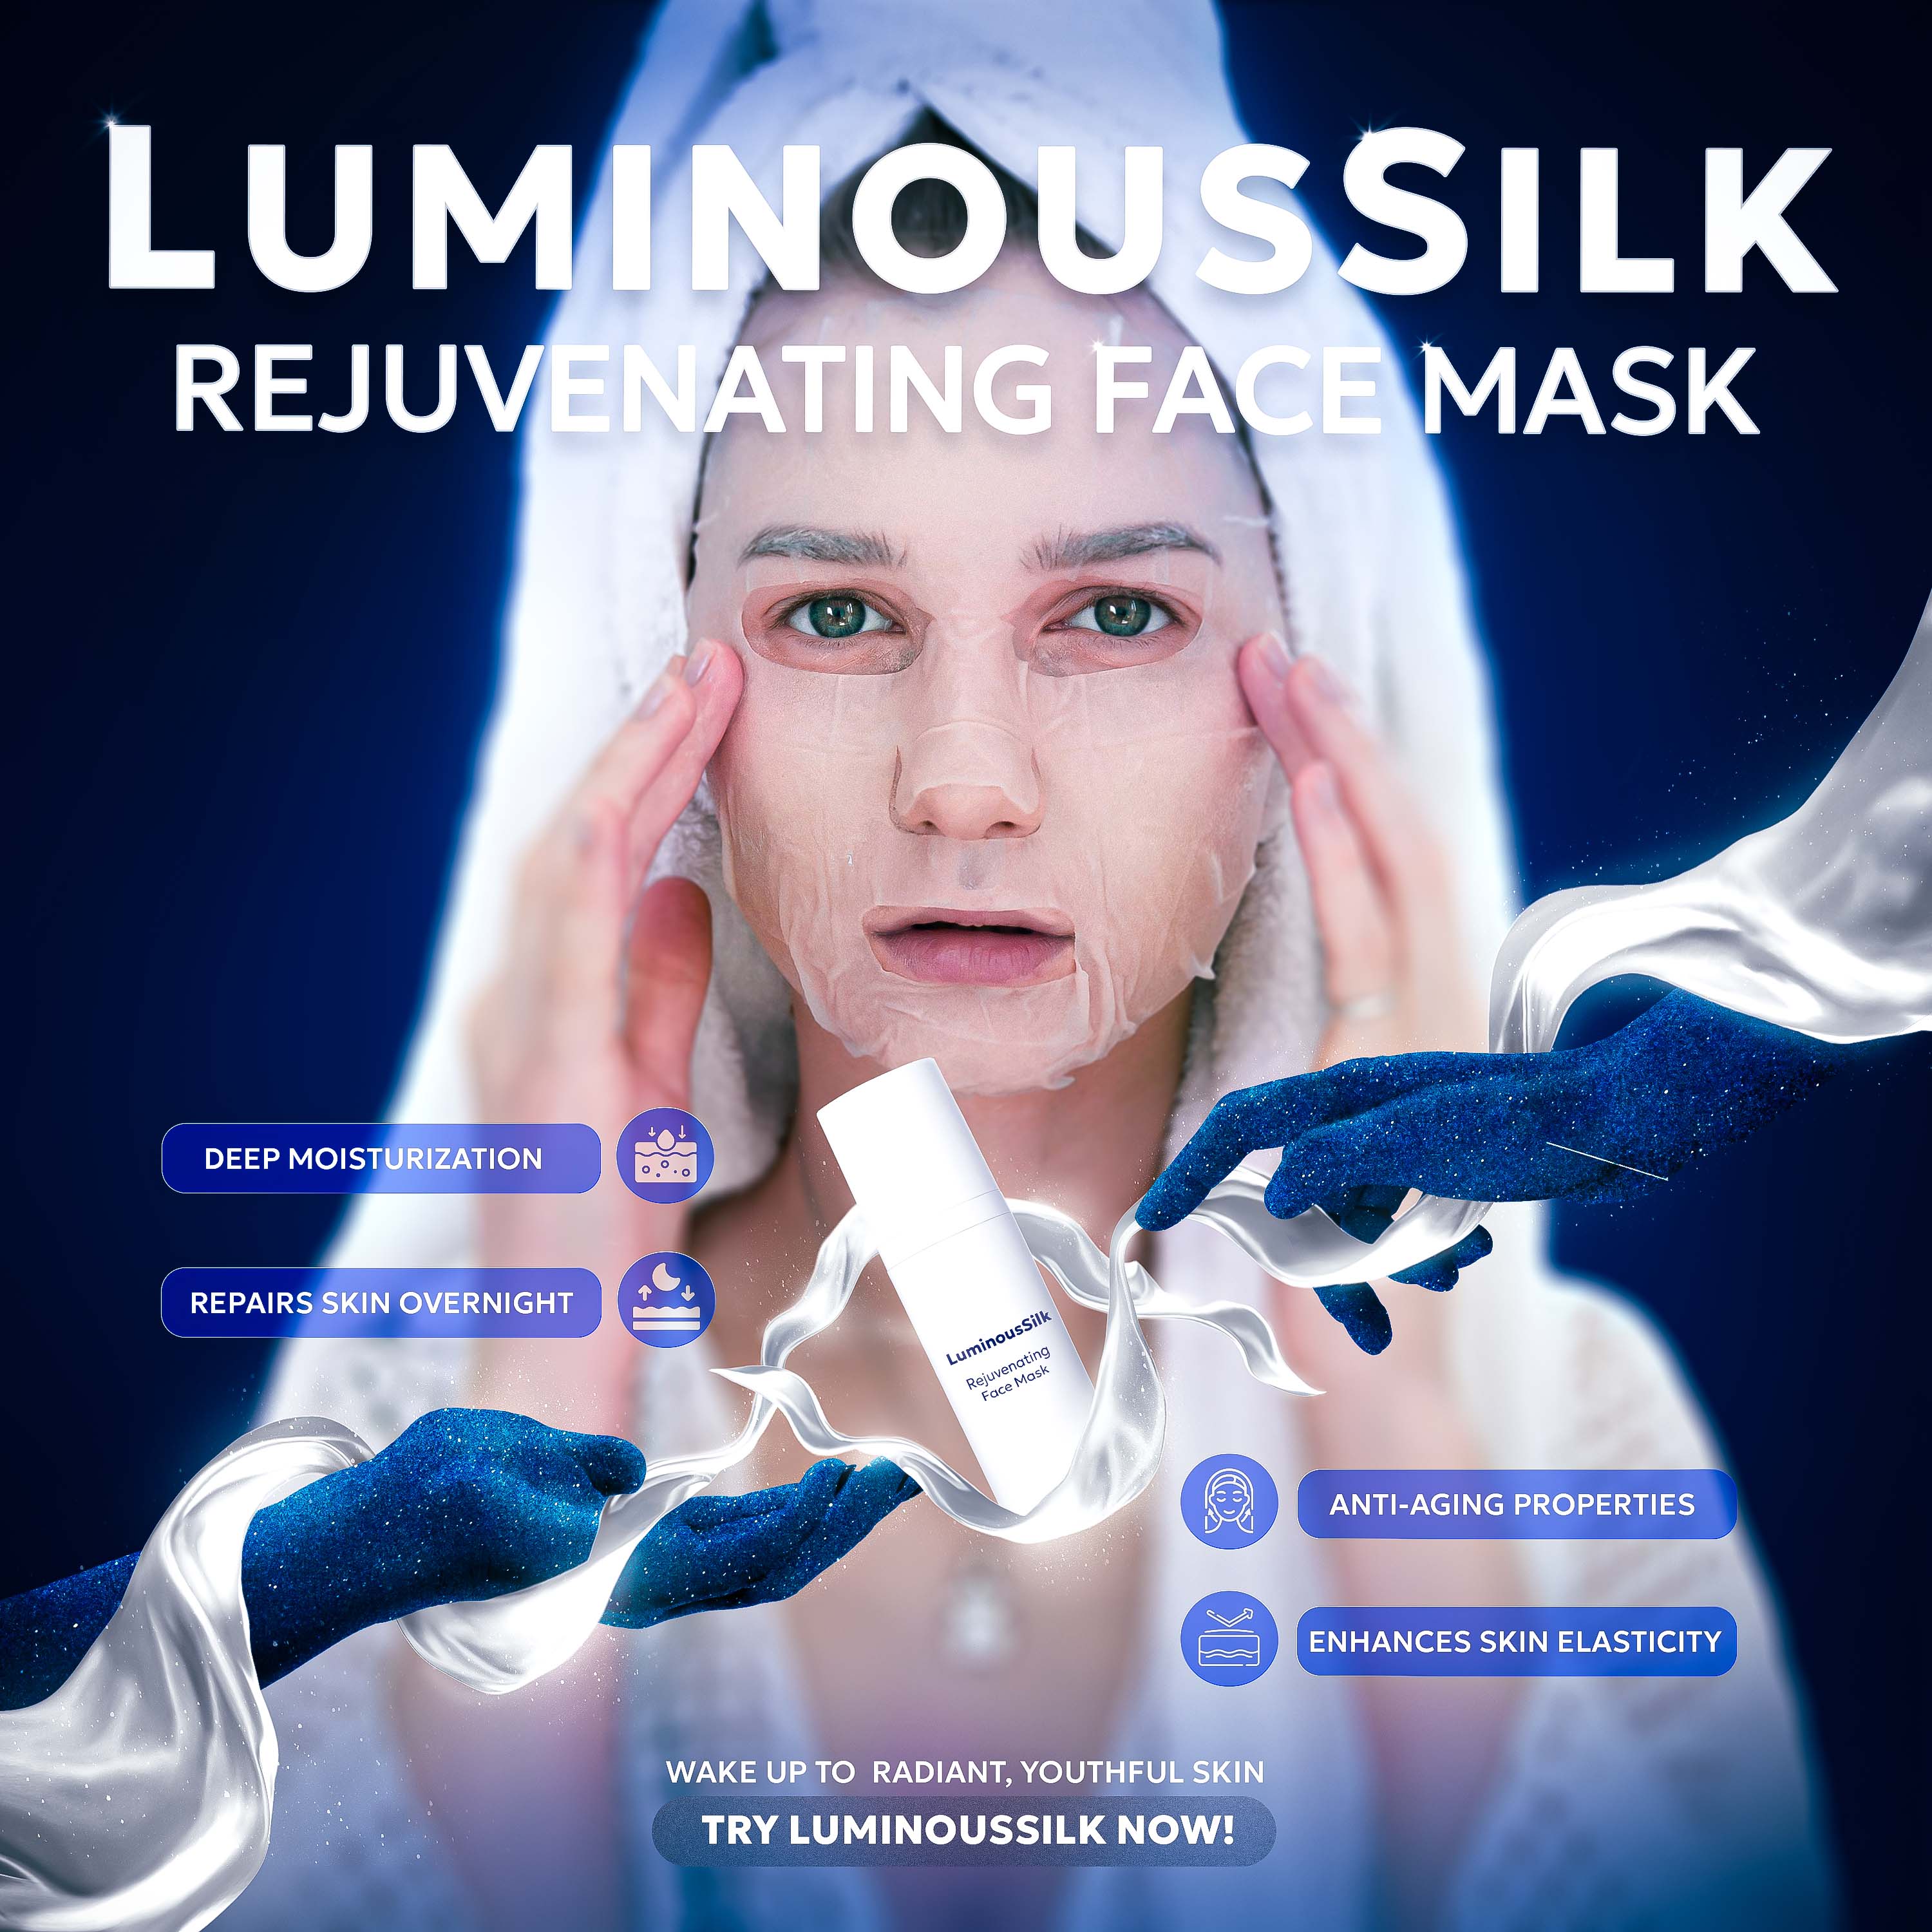 LUMINOUSSILK
REJUVENATING FACE MASK
DEEP MOISTURIZATION
REPAIRS SKIN OVERNIGHT
LuminousSilk
Rejuvenating
Face Mask
ANTI-AGING PROPERTIES
ENHANCES SKIN ELASTICITY
WAKE UP TO  RADIANT, YOUTHFUL SKIN
TRY LUMINOUSSILK NOW!